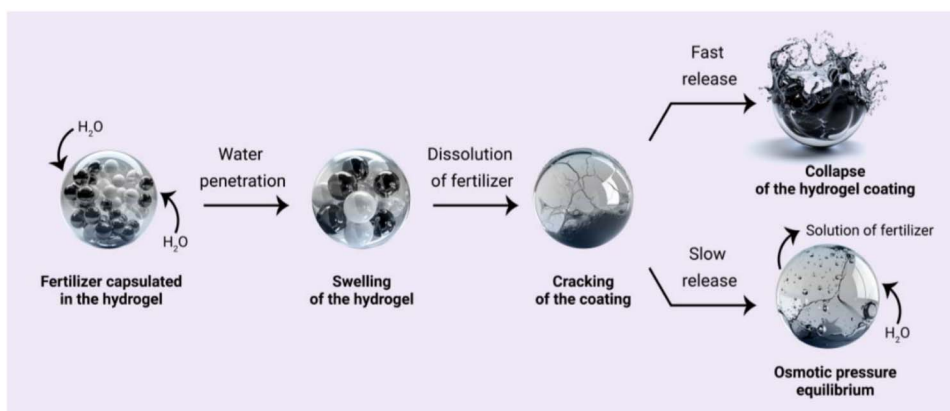 H₂O
H₂O
Fertilizer capsulated
in the hydrogel
Water
penetration
Swelling
of the hydrogel
Dissolution
of fertilizer
Cracking
of the coating
Fast
release
Collapse
of the hydrogel coating
Slow
release
Solution of fertilizer
H₂O
Osmotic pressure
equilibrium